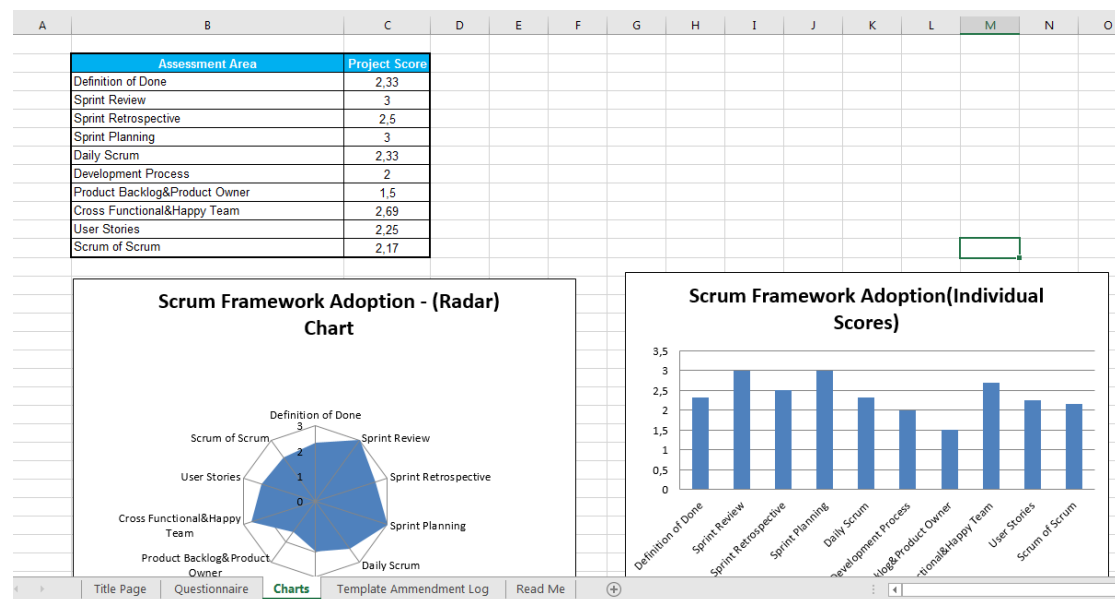 A B C D E F G H I J K L M N O
Assessment Area Project Score
Definition of Done 2,33
Sprint Review 3
Sprint Retrospective 2,5
Sprint Planning 3
Daily Scrum 2,33
Development Process 2
Product Backlog&Product Owner 1,5
Cross Functional&Happy Team 2,69
User Stories 2,25
Scrum of Scrum 2,17
Scrum Framework Adoption - (Radar)
Chart
Definition of Done
3
Scrum of Scrum
Sprint Review
2
User Stories
1
Sprint Retrospective
0
Cross Functional&Happy
Team
Sprint Planning
Product Backlog&Product
Owner
Daily Scrum
Scrum Framework Adoption(Individual
Scores)
3,5
3
2,5
2
1,5
1
0,5
0
Definition of Done
Sprint Review
Sprint Retrospective
Sprint Planning
Daily Scrum
Development Process
klog&Product Owner
ctional&Happy Team
User Stories
Scrum of Scrum
Title Page Questionnaire Charts Template Ammendment Log Read Me